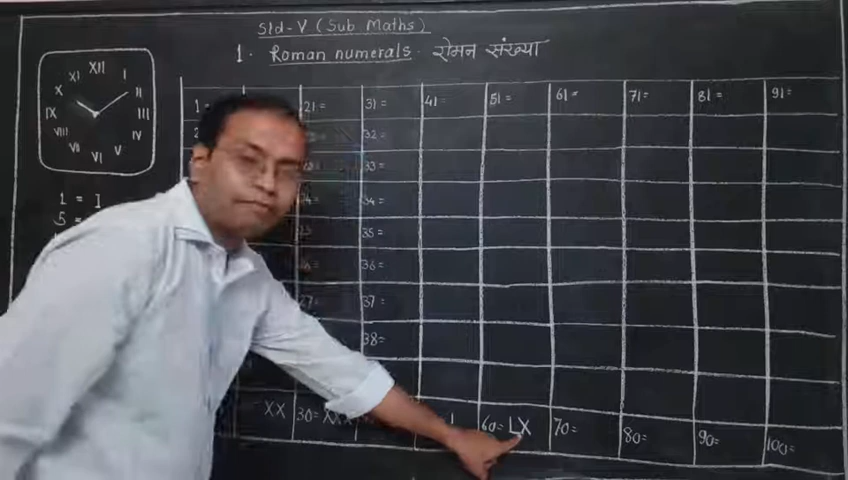 Std-V (Sub Maths)
1. Roman numerals. रोमन संख्या
XII
XI I
X II
IX III
VIII IV
VII V
VI
1 = I
5 =
1 = 21= 31= 41= 51= 61= 71= 81= 91=
32=
33=
34=
35=
36=
27= 37=
38=
XX 30= XXX 60= LX 70= 80= 90= 100=